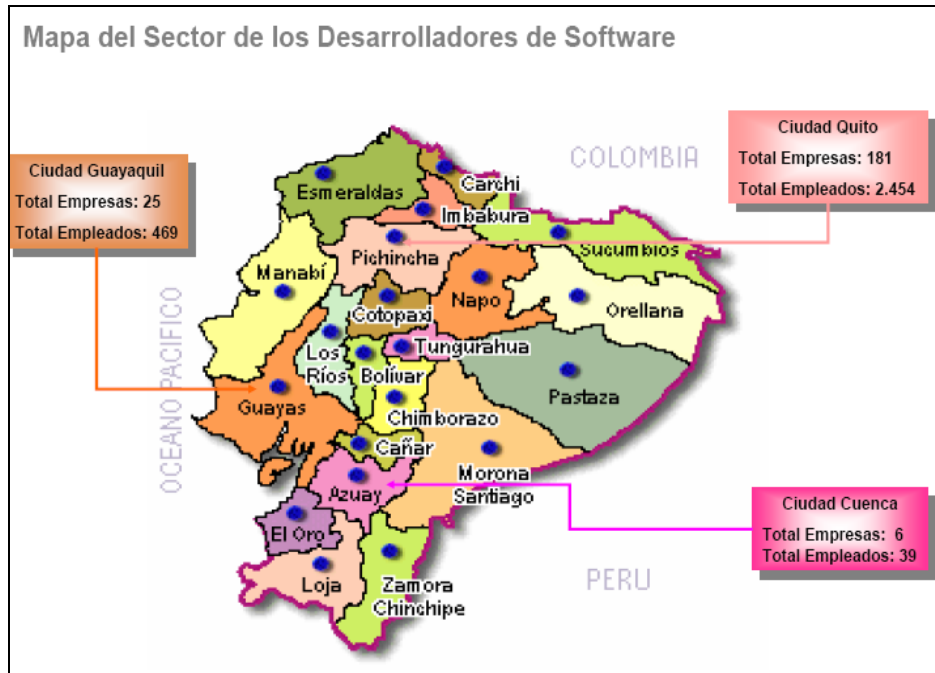 Mapa del Sector de los Desarrolladores de Software
Ciudad Quito
Total Empresas: 181
Total Empleados: 2.454
Ciudad Guayaquil
Total Empresas: 25
Total Empleados: 469
COLOMBIA
Esmeraldas
Carchi
Imbabura
Sucumbios
Pichincha
Manabí
Napo
Orellana
Cotopaxi
Tungurahua
Los
Ríos
Bolívar
Pastaza
Guayas
Chimborazo
Cañar
OCEANO PACIFICO
Morona
Santiago
Azuay
Ciudad Cuenca
Total Empresas: 6
Total Empleados: 39
El Oro
Loja
Zamora
Chinchipe
PERU